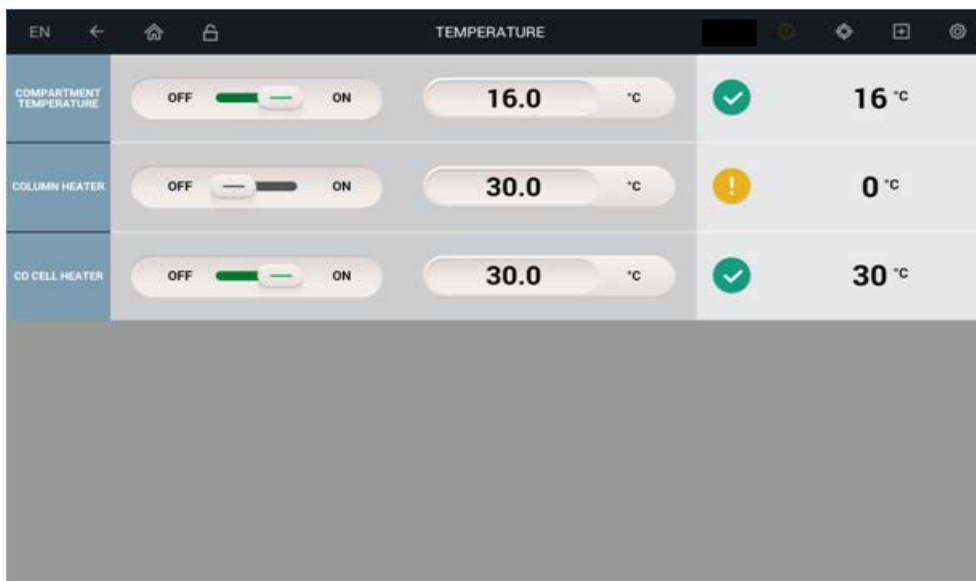 EN TEMPERATURE
COMPARTMENT
TEMPERATURE
OFF ON 16.0 °C 16 °C
COLUMN HEATER OFF ON 30.0 °C ! 0 °C
CD CELL HEATER OFF ON 30.0 °C 30 °C